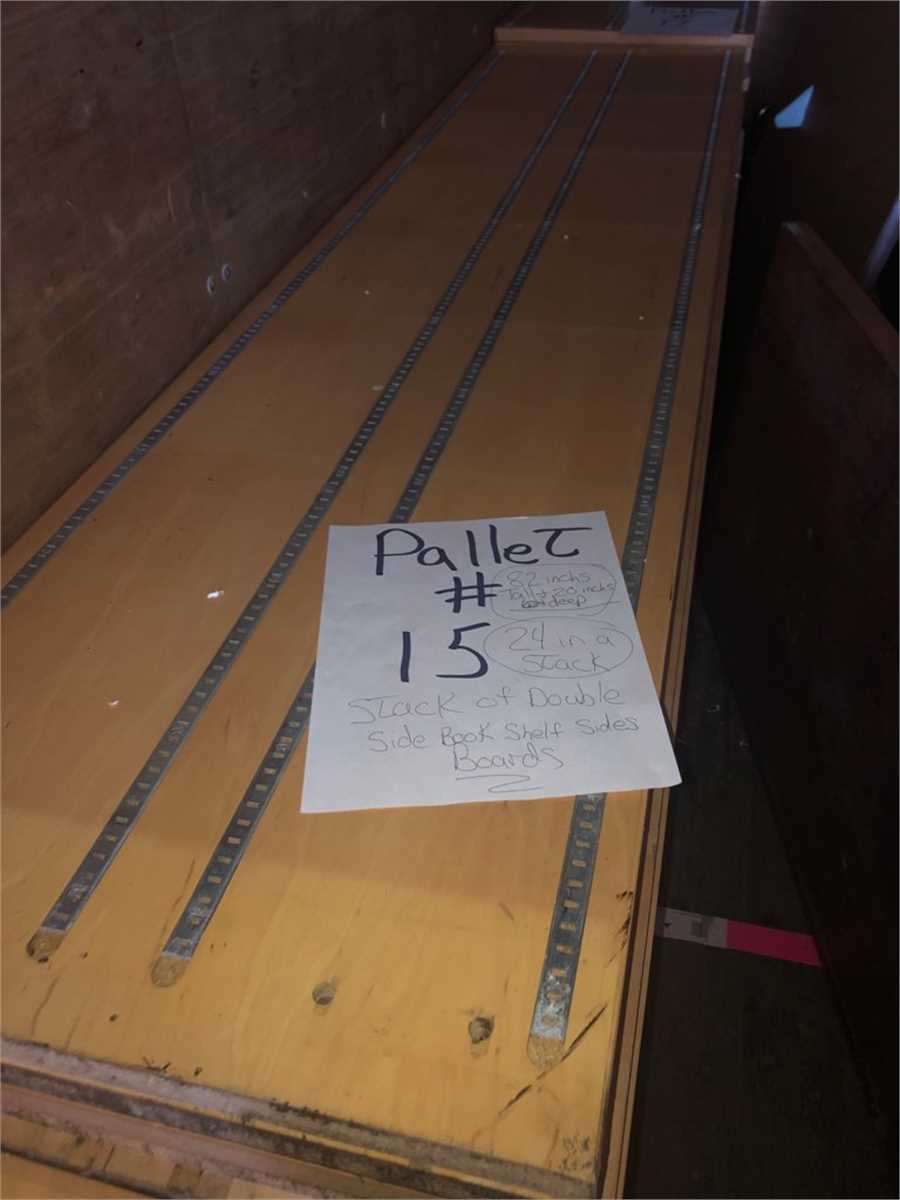 Pallet
#
82 inchs
Tall & 20 inchs
deep
15
24 in a
Stack
Stack of Double
Side Book Shelf Sides
Boards